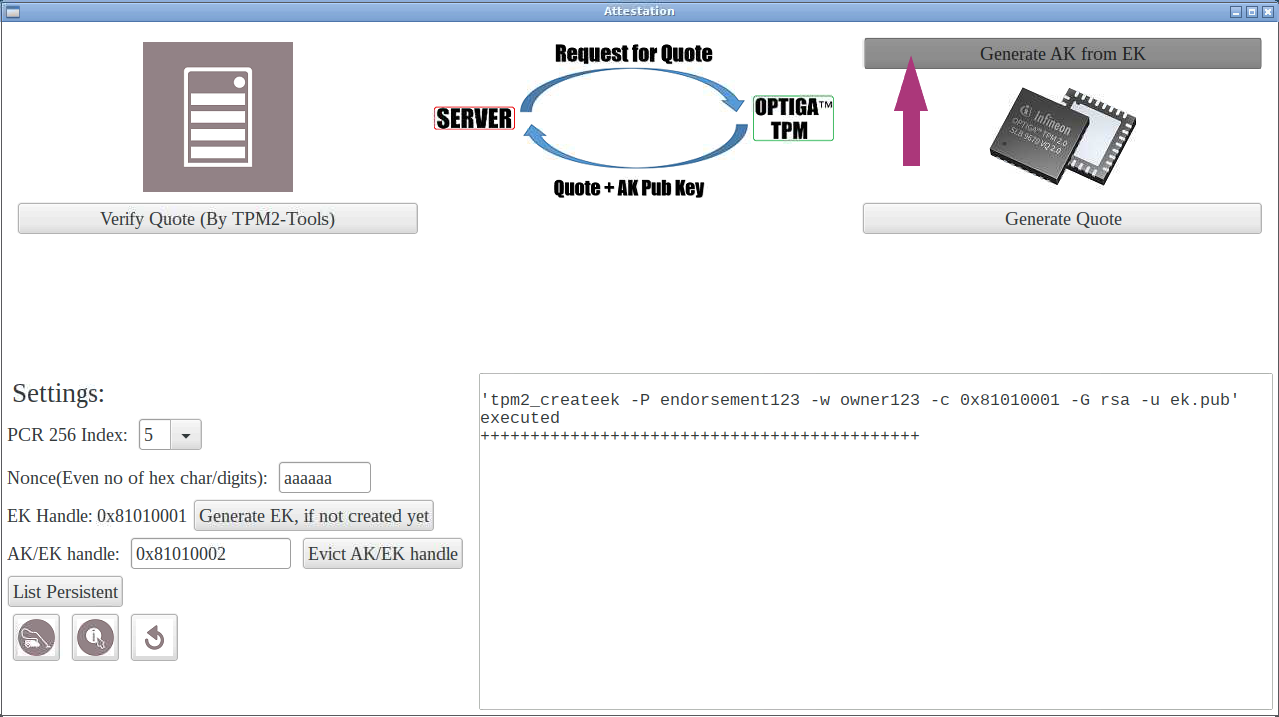 Attestation
Request for Quote
SERVER
OPTIGA™
TPM
Quote + AK Pub Key
Generate AK from EK
Infineon
OPTIGA™ TPM 2.0
SLB 9670 VQ 2.0
Verify Quote (By TPM2-Tools)
Generate Quote
Settings:
PCR 256 Index: 5
Nonce(Even no of hex char/digits): aaaaaa
EK Handle: 0x81010001 Generate EK, if not created yet
AK/EK handle: 0x81010002 Evict AK/EK handle
List Persistent
i
'tpm2_createek -P endorsement123 -w owner123 -c 0x81010001 -G rsa -u ek.pub'
executed
++++++++++++++++++++++++++++++++++++++++++++